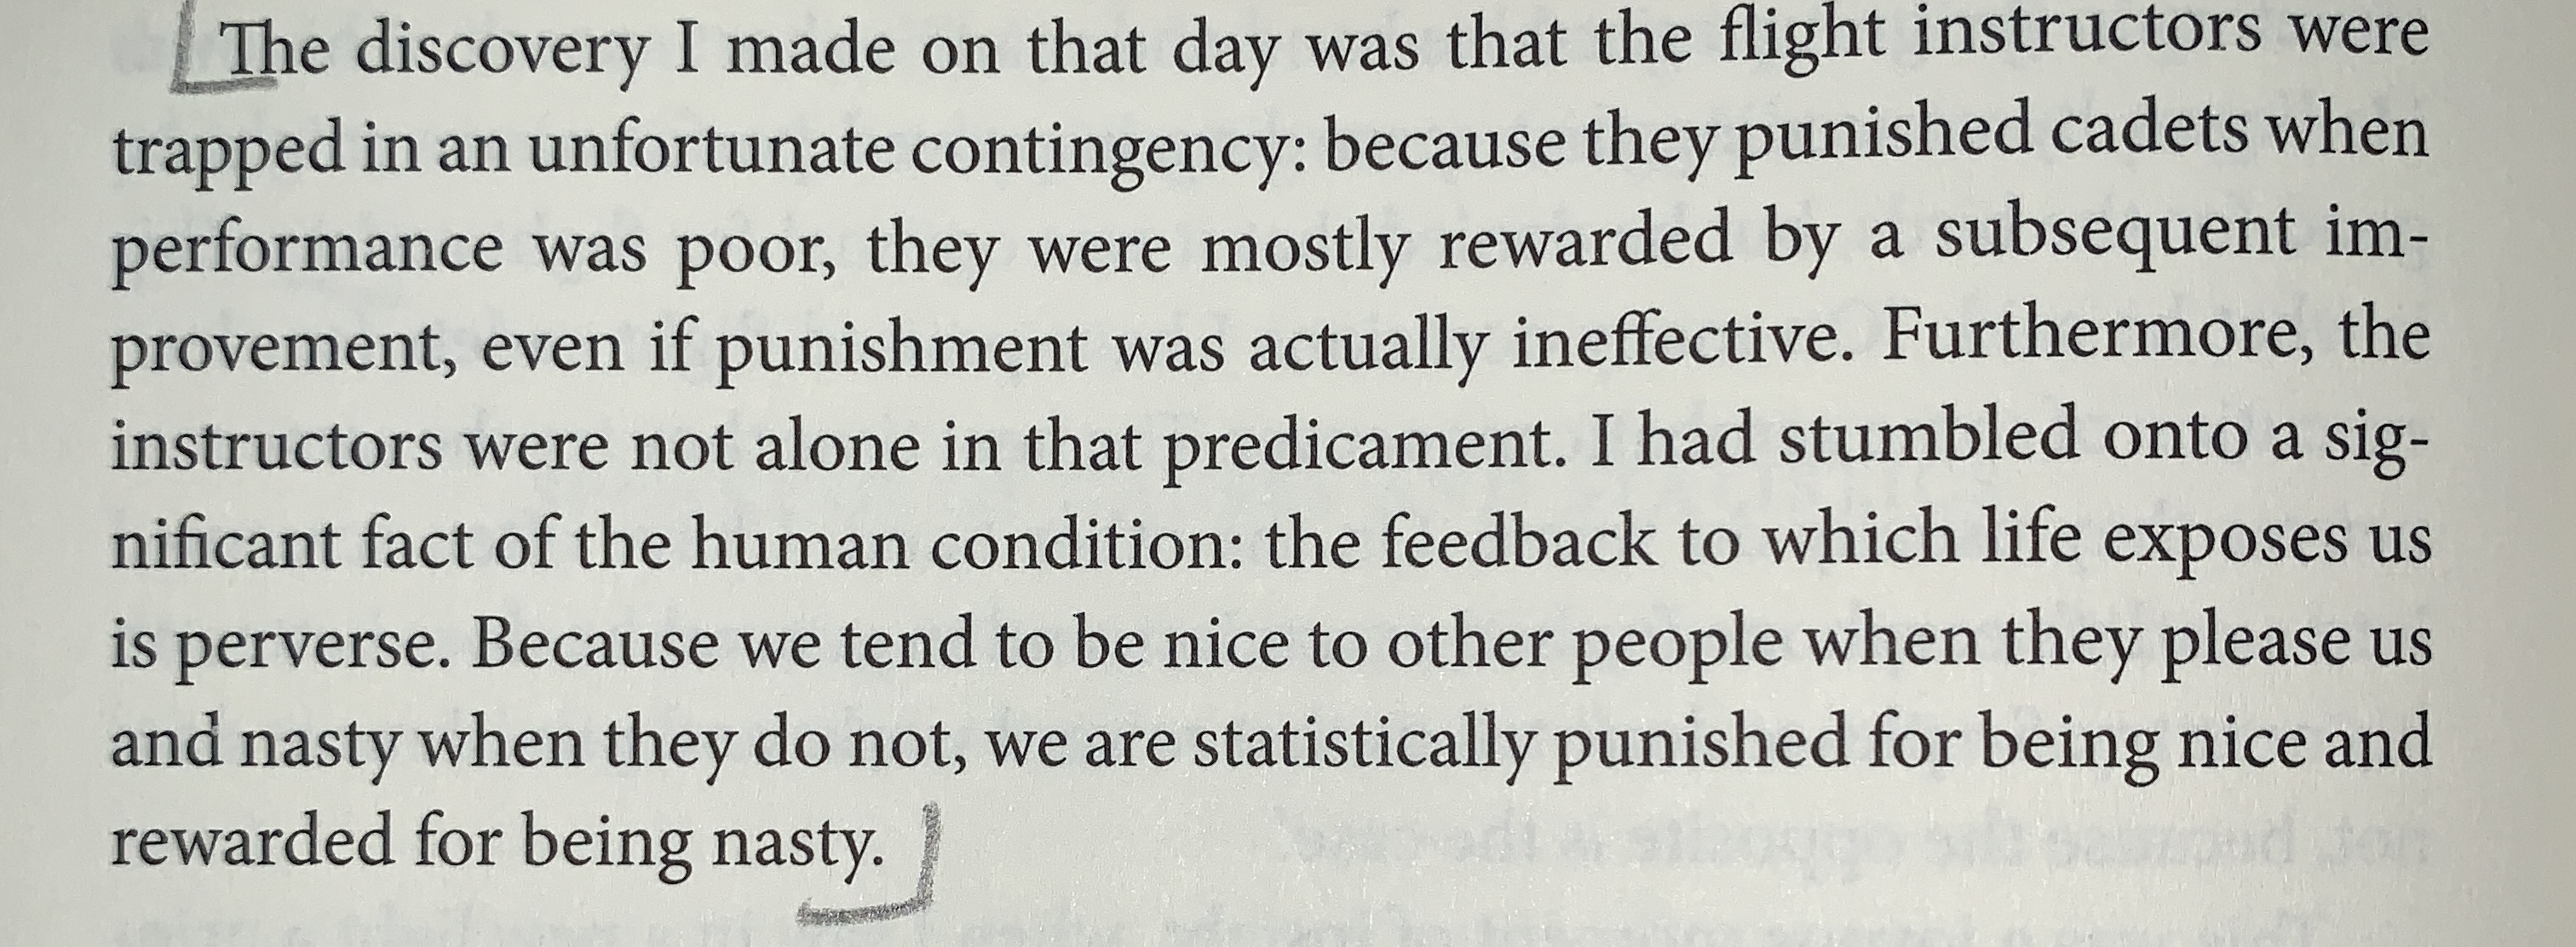 The discovery I made on that day was that the flight instructors were
trapped in an unfortunate contingency: because they punished cadets when
performance was poor, they were mostly rewarded by a subsequent im-
provement, even if punishment was actually ineffective. Furthermore, the
instructors were not alone in that predicament. I had stumbled onto a sig-
nificant fact of the human condition: the feedback to which life exposes us
is perverse. Because we tend to be nice to other people when they please us
and nasty when they do not, we are statistically punished for being nice and
rewarded for being nasty.